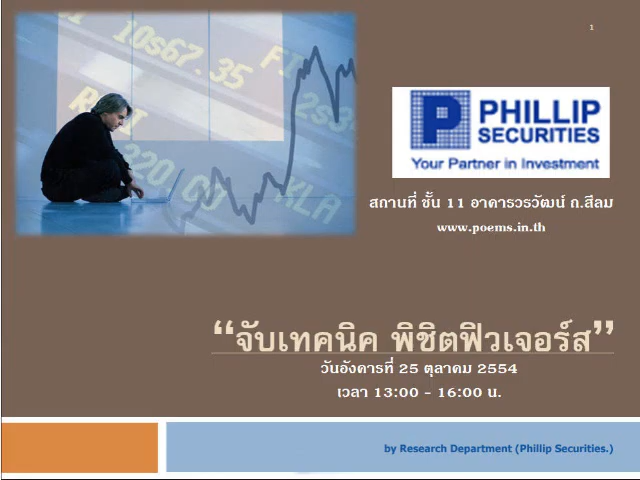 1
10s67.35
FI
KLA
PHILLIP
SECURITIES
Your Partner in Investment
สถานที่ ชั้น 11 อาคารวรวัฒน์ ถ.สีลม
www.poems.in.th
“จับเทคนิค พิชิตฟิวเจอร์ส”
วันอังคารที่ 25 ตุลาคม 2554
เวลา 13:00 - 16:00 น.
by Research Department (Phillip Securities.)